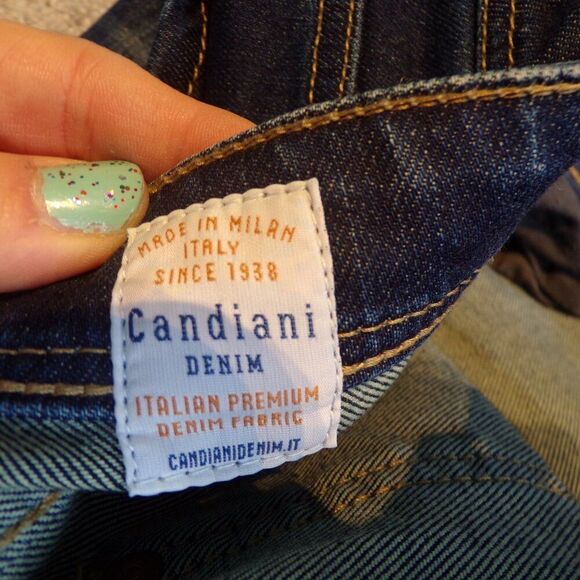 MADE IN MILAN
ITALY
SINCE 1938
Candiani
DENIM
ITALIAN PREMIUM
DENIM FABRIC
CANDIANIDENIM.IT